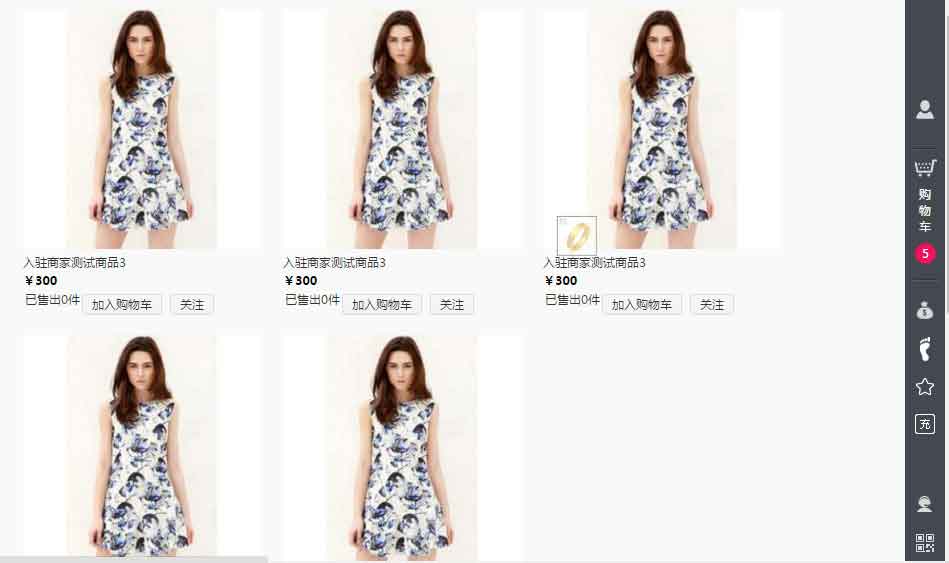 入驻商家测试商品3 入驻商家测试商品3 入驻商家测试商品3
￥300 ￥300 ￥300
已售出0件 加入购物车 关注 已售出0件 加入购物车 关注 已售出0件 加入购物车 关注
购
物
车
5
充